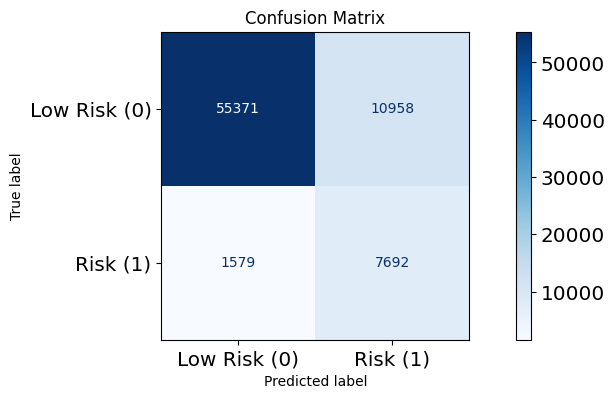 Confusion Matrix
True label
Low Risk (0)
Risk (1)
55371
10958
1579
7692
Low Risk (0)
Risk (1)
Predicted label
50000
40000
30000
20000
10000